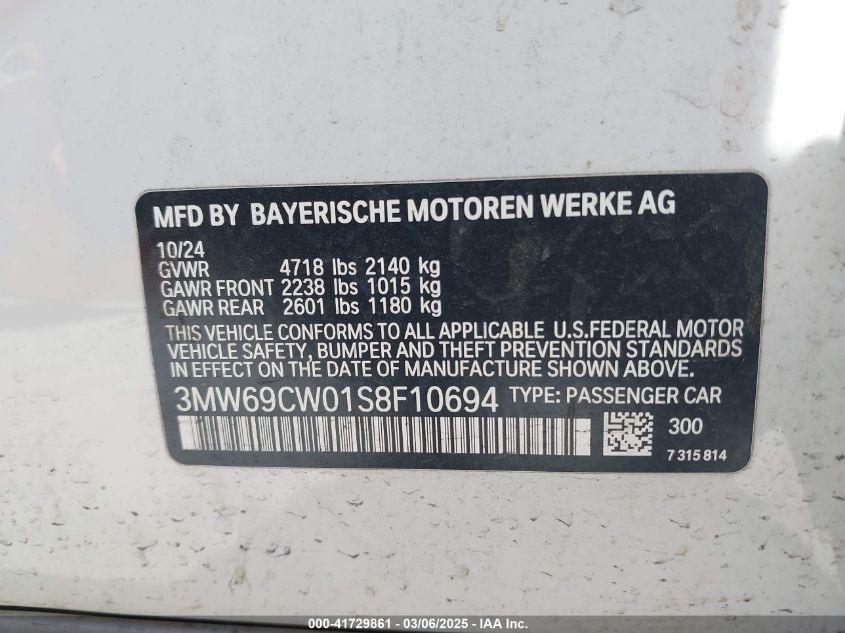 MFD BY BAYERISCHE MOTOREN WERKE AG
10/24
GVWR 4718 lbs 2140 kg
GAWR FRONT 2238 lbs 1015 kg
GAWR REAR 2601 lbs 1180 kg
THIS VEHICLE CONFORMS TO ALL APPLICABLE U.S.FEDERAL MOTOR
VEHICLE SAFETY, BUMPER AND THEFT PREVENTION STANDARDS
IN EFFECT ON THE DATE OF MANUFACTURE SHOWN ABOVE.
3MW69CW01S8F10694 TYPE: PASSENGER CAR
300
7 315 814
000-41729861 - 03/06/2025 - IAA Inc.